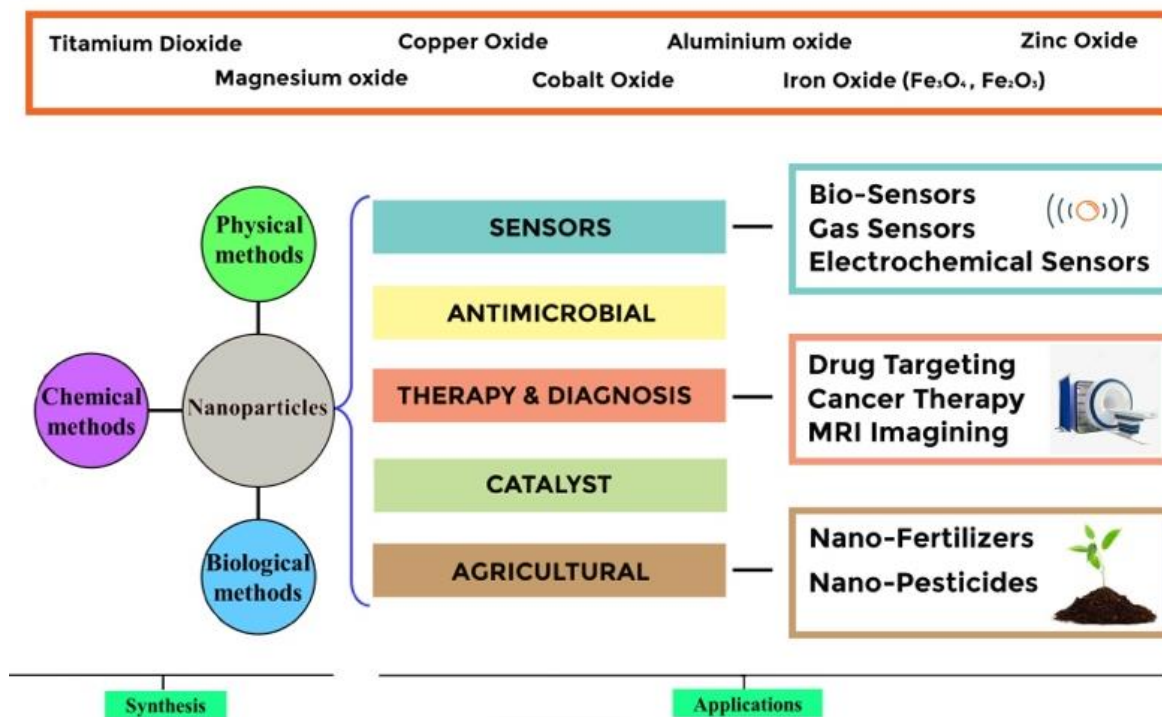 Titamium Dioxide Copper Oxide Aluminium oxide Zinc Oxide
Magnesium oxide Cobalt Oxide Iron Oxide (Fe₃O₄, Fe₂O₃)
Physical
methods
Chemical
methods
Nanoparticles
Biological
methods
SENSORS
ANTIMICROBIAL
THERAPY & DIAGNOSIS
CATALYST
AGRICULTURAL
Bio-Sensors
Gas Sensors
Electrochemical Sensors
Drug Targeting
Cancer Therapy
MRI Imagining
Nano-Fertilizers
Nano-Pesticides
Synthesis
Applications